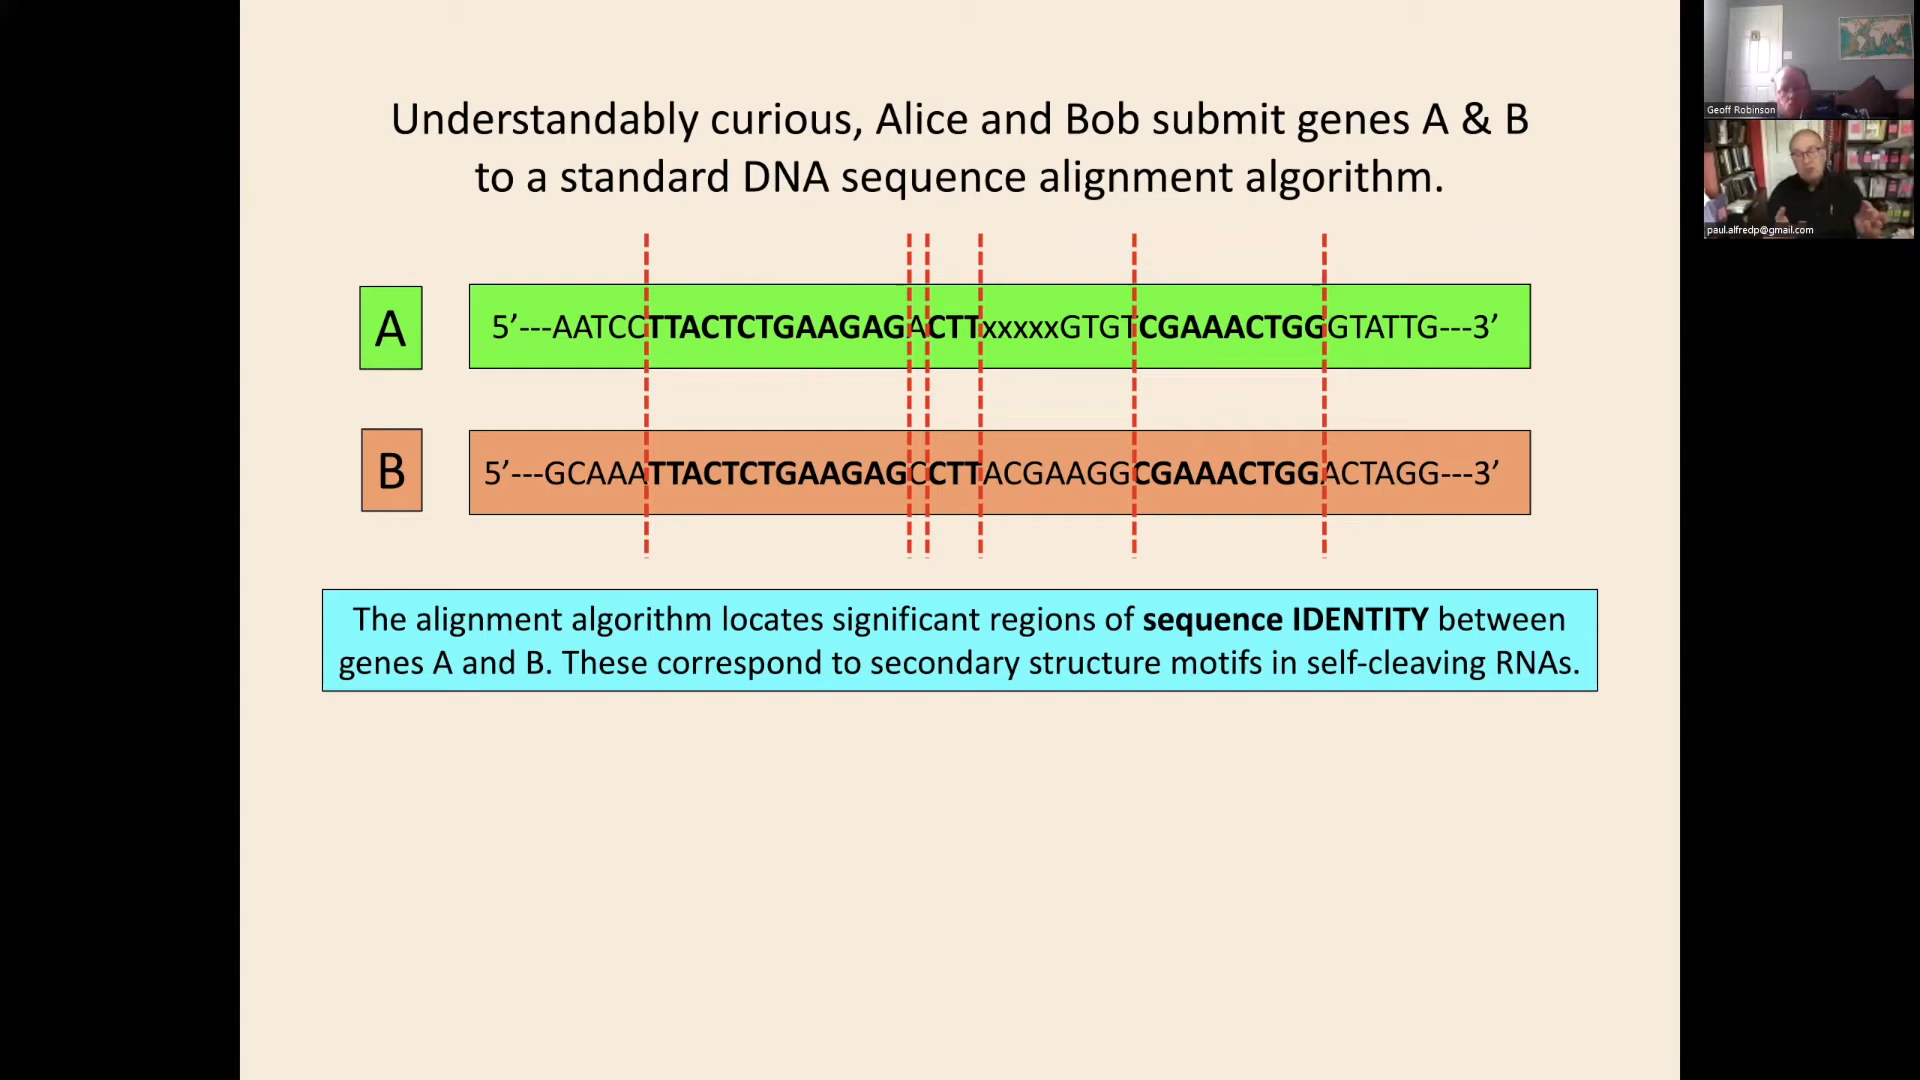 Understandably curious, Alice and Bob submit genes A & B
to a standard DNA sequence alignment algorithm.
A
5’---AATCCTTACTCTGAAGAGACTTxxxxxGTGTCGAAACTGGGTATTG---3’
B
5’---GCAAATTACTCTGAAGAGCCTTACGAAGGCGAAACTGGACTAGG---3’
The alignment algorithm locates significant regions of sequence IDENTITY between
genes A and B. These correspond to secondary structure motifs in self-cleaving RNAs.
Geoff Robinson
paul.alfredp@gmail.com